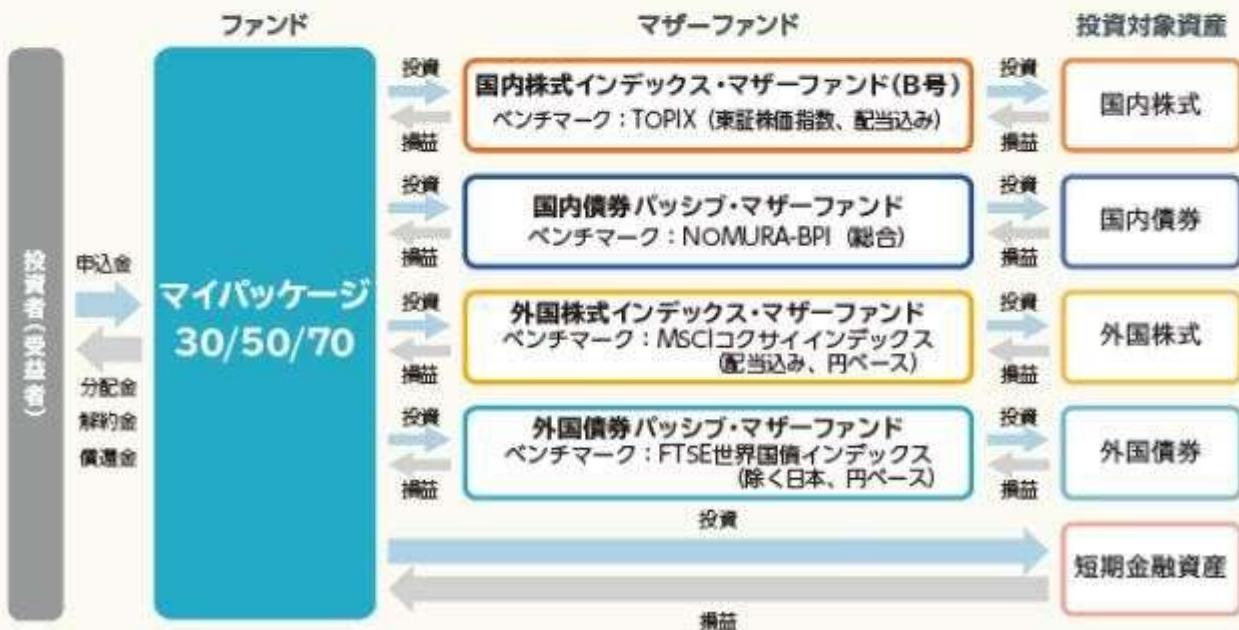 ファンド
マザーファンド
投資対象資産
投資者(受益者)
申込金
分配金
解約金
償還金
マイパッケージ
30/50/70
投資
損益
国内株式インデックス・マザーファンド(B号)
ベンチマーク:TOPIX(東証株価指数、配当込み)
投資
損益
国内株式
投資
損益
国内債券パッシブ・マザーファンド
ベンチマーク:NOMURA-BPI(総合)
投資
損益
国内債券
投資
損益
外国株式インデックス・マザーファンド
ベンチマーク:MSCIコクサイインデックス
(配当込み、円ベース)
投資
損益
外国株式
投資
損益
外国債券パッシブ・マザーファンド
ベンチマーク:FTSE世界国債インデックス
(除く日本、円ベース)
投資
損益
外国債券
投資
損益
短期金融資産